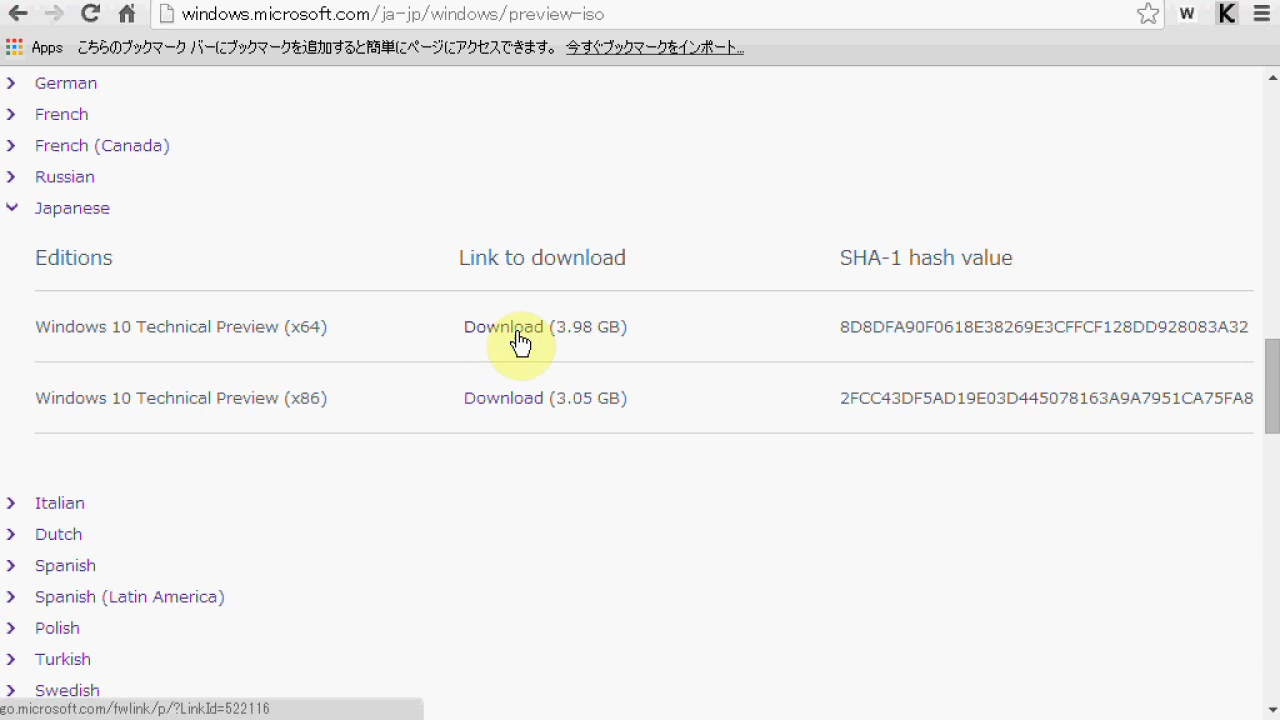 windows.microsoft.com/ja-jp/windows/preview-iso
W K
Apps こちらのブックマーク バーにブックマークを追加すると簡単にページにアクセスできます。 今すぐブックマークをインポート...
German
French
French (Canada)
Russian
Japanese
Editions Link to download SHA-1 hash value
Windows 10 Technical Preview (x64) Download (3.98 GB) 8D8DFA90F0618E38269E3CFFCF128DD928083A32
Windows 10 Technical Preview (x86) Download (3.05 GB) 2FCC43DF5AD19E03D445078163A9A7951CA75FA8
Italian
Dutch
Spanish
Spanish (Latin America)
Polish
Turkish
Swedish
go.microsoft.com/fwlink/p/?LinkId=522116